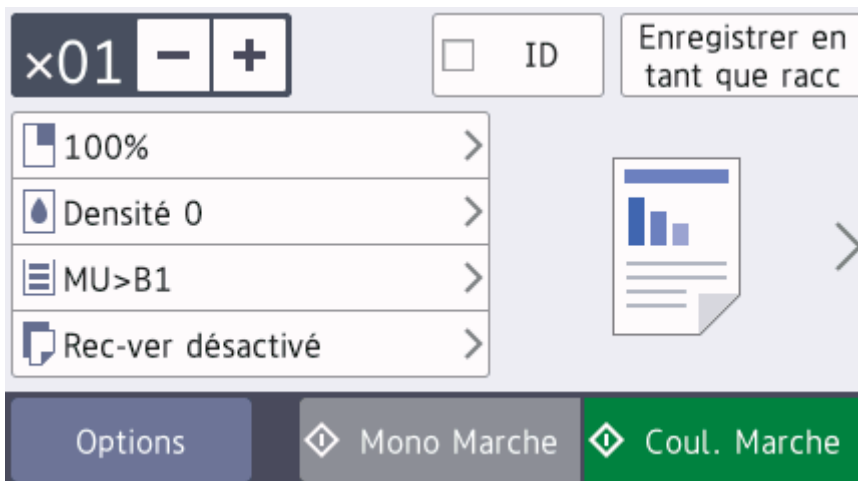 ×01 − +
ID
Enregistrer en
tant que racc
100%
Densité 0
MU>B1
Rec-ver désactivé
Options
Mono Marche
Coul. Marche